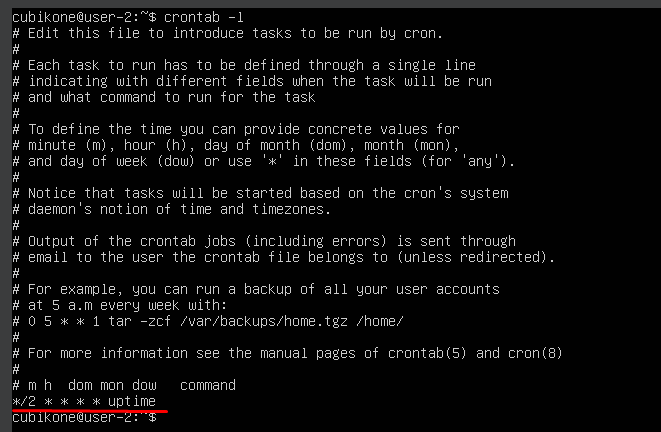 cubikone@user-2:~$ crontab -l
# Edit this file to introduce tasks to be run by cron.
#
# Each task to run has to be defined through a single line
# indicating with different fields when the task will be run
# and what command to run for the task
#
# To define the time you can provide concrete values for
# minute (m), hour (h), day of month (dom), month (mon),
# and day of week (dow) or use '*' in these fields (for 'any').
#
# Notice that tasks will be started based on the cron's system
# daemon's notion of time and timezones.
#
# Output of the crontab jobs (including errors) is sent through
# email to the user the crontab file belongs to (unless redirected).
#
# For example, you can run a backup of all your user accounts
# at 5 a.m every week with:
# 0 5 * * 1 tar -zcf /var/backups/home.tgz /home/
#
# For more information see the manual pages of crontab(5) and cron(8)
#
# m h  dom mon dow   command
*/2 * * * * uptime
cubikone@user-2:~$